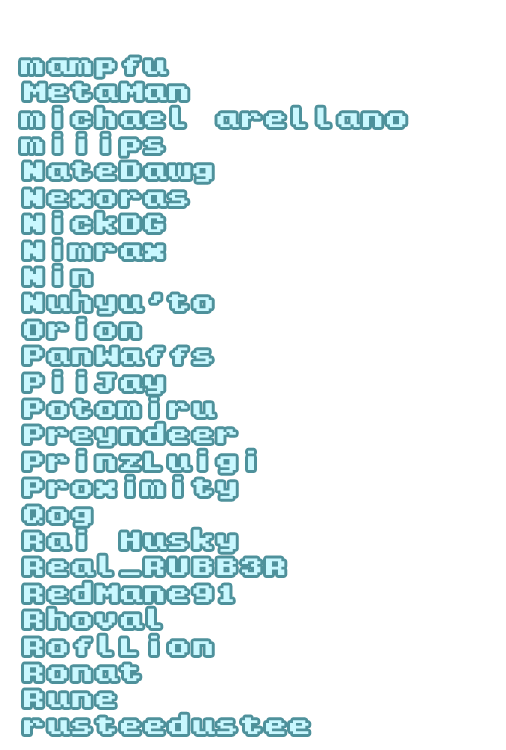 mampfu
MetaMan
michael arellano
miiips
NateDawg
Nexoras
NickDG
Nimrax
Nin
Nuhyu'to
Orion
PanWaffs
PiiJay
Potomiru
Preyndeer
PrinzLuigi
Proximity
Qog
Rai Husky
Real_RUBB3R
RedMane91
Rhoval
RoflLion
Ronat
Rune
rusteedustee